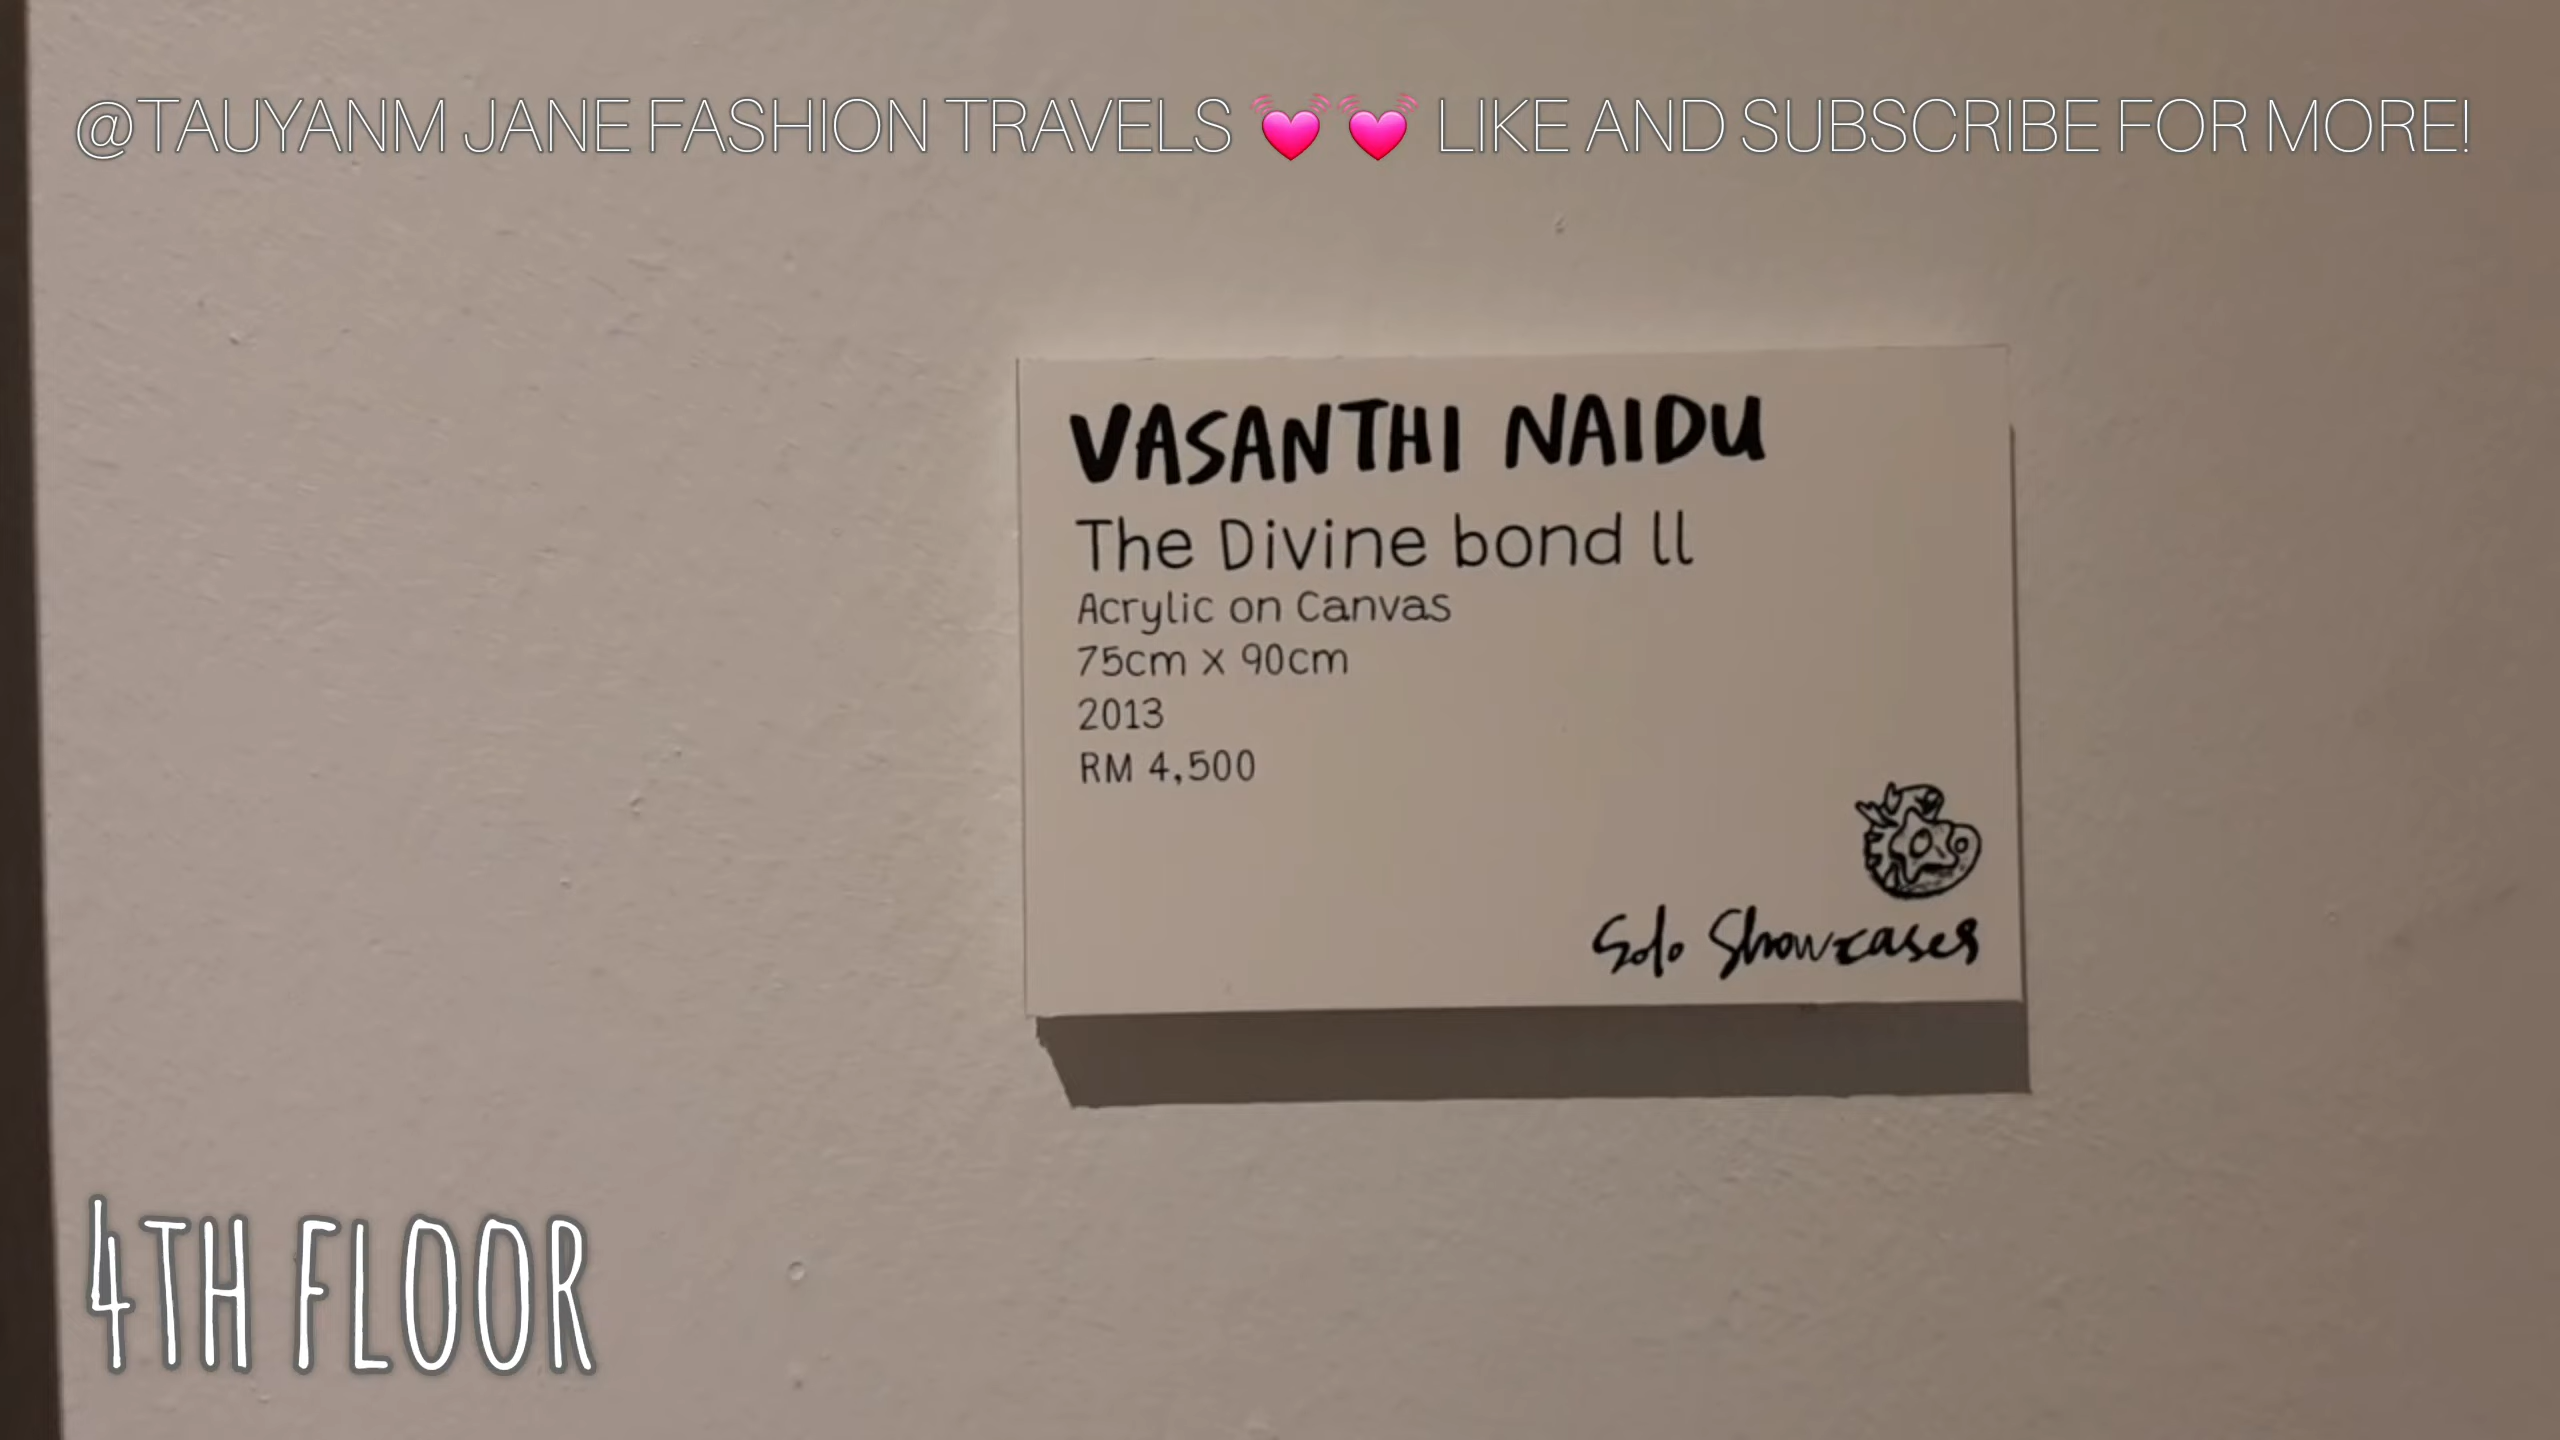 @TAUYANM JANE FASHION TRAVELS 💓💓 LIKE AND SUBSCRIBE FOR MORE!
VASANTHI NAIDU
The Divine bond ll
Acrylic on Canvas
75cm x 90cm
2013
RM 4,500
Solo Showcases
4TH FLOOR